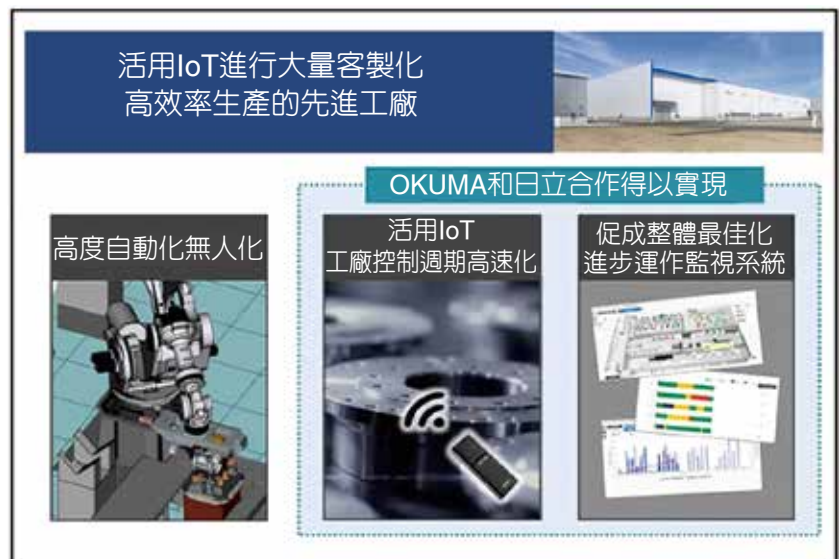 活用IoT進行大量客製化
高效率生產的先進工廠
OKUMA和日立合作得以實現
高度自動化無人化
活用IoT
工廠控制週期高速化
促成整體最佳化
進步運作監視系統